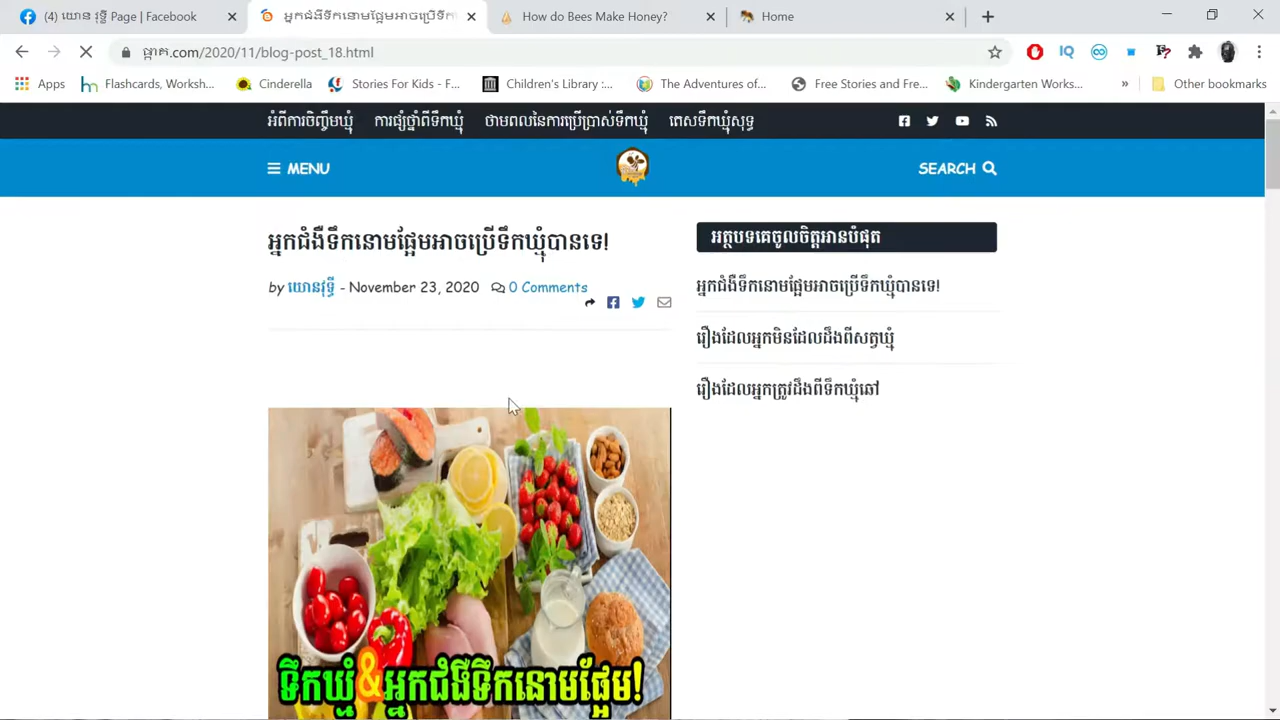 (4) ឃោន វុទ្ធី Page | Facebook
អ្នកជំងឺទឹកនោមផ្អែមអាចប្រើទឹក
How do Bees Make Honey?
Home
ផ្កាគ.com/2020/11/blog-post_18.html
Apps
Flashcards, Worksh...
Cinderella
Stories For Kids - F...
Children's Library :...
The Adventures of...
Free Stories and Fre...
Kindergarten Works...
»
Other bookmarks
អំពីការចិញ្ចឹមឃ្មុំ
ការផ្សំថ្នាំពីទឹកឃ្មុំ
ថាមពលនៃការប្រើប្រាស់ទឹកឃ្មុំ
តេសទឹកឃ្មុំសុទ្ធ
MENU
SEARCH
អ្នកជំងឺទឹកនោមផ្អែមអាចប្រើទឹកឃ្មុំបានទេ!
by ឃោនវុទ្ធី - November 23, 2020 0 Comments
អត្ថបទគេចូលចិត្តអានបំផុត
អ្នកជំងឺទឹកនោមផ្អែមអាចប្រើទឹកឃ្មុំបានទេ!
រឿងដែលអ្នកមិនដែលដឹងពីសត្វឃ្មុំ
រឿងដែលអ្នកត្រូវដឹងពីទឹកឃ្មុំឆៅ
ទឹកឃ្មុំ&អ្នកជំងឺទឹកនោមផ្អែម!